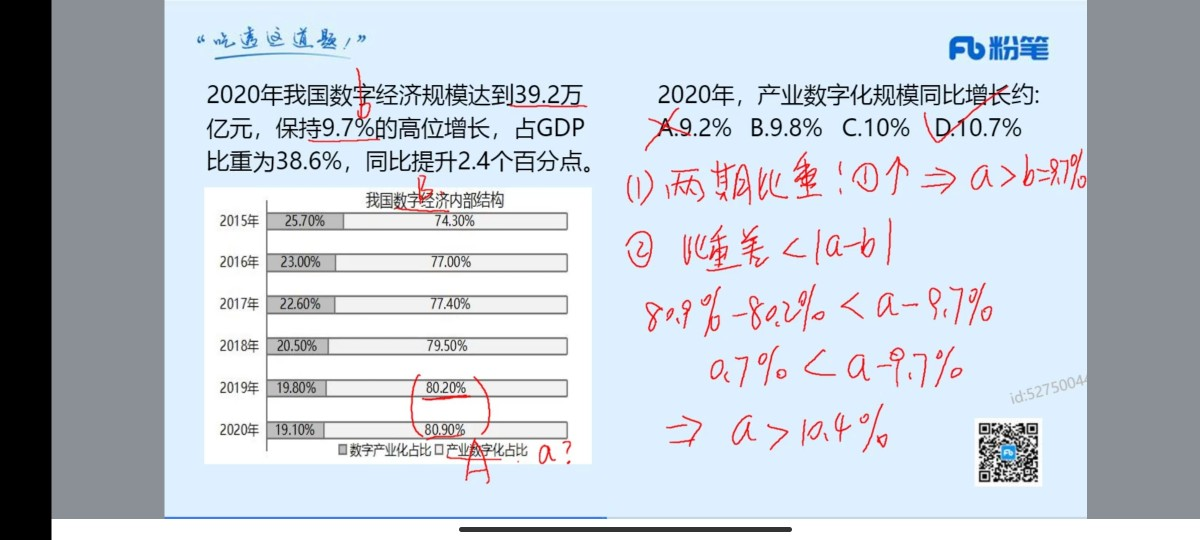 “吃透这道题！”
粉笔
2020年我国数字经济规模达到39.2万
亿元，保持9.7%的高位增长，占GDP
比重为38.6%，同比提升2.4个百分点。
b
B
我国数字经济内部结构
2015年 25.70% 74.30%
2016年 23.00% 77.00%
2017年 22.60% 77.40%
2018年 20.50% 79.50%
2019年 19.80% 80.20%
2020年 19.10% 80.90%
数字产业化占比 产业数字化占比
A a?
2020年，产业数字化规模同比增长约:
A.9.2% B.9.8% C.10% D.10.7%
(1) 两期比重：①↑ ⇒ a>b=9.7%
② 比重差<|a-b|
80.9%-80.2%<a-9.7%
0.7%<a-9.7%
⇒ a>10.4%
id:5275004